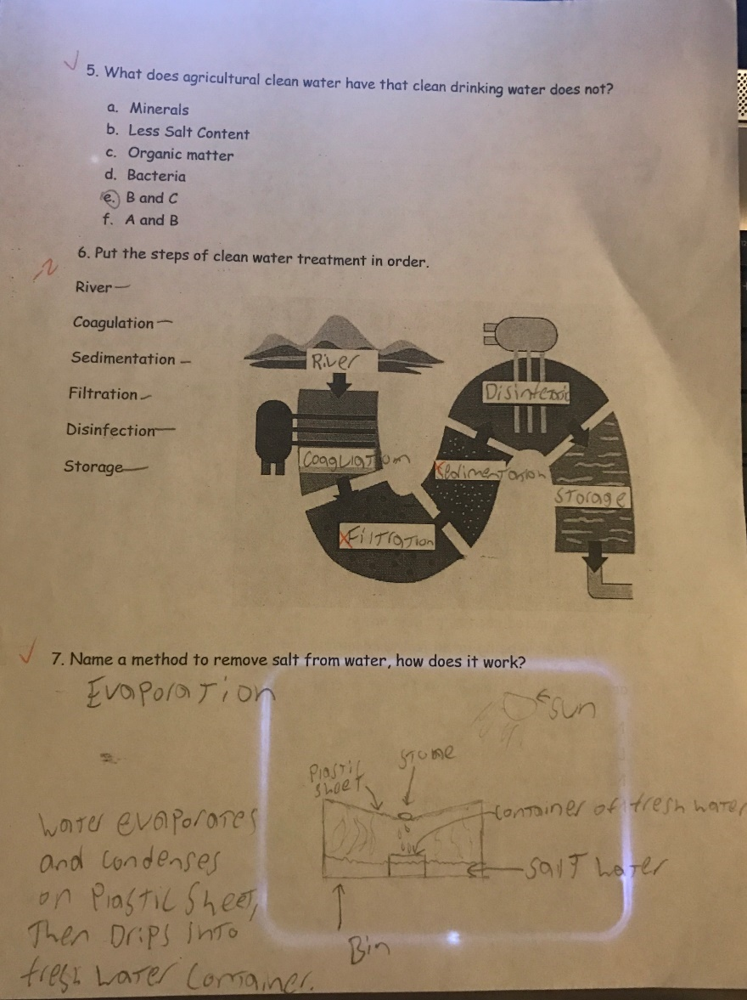 5. What does agricultural clean water have that clean drinking water does not?
a. Minerals
b. Less Salt Content
c. Organic matter
d. Bacteria
e. B and C
f. A and B
6. Put the steps of clean water treatment in order.
-2
River
Coagulation
Sedimentation
Filtration
Disinfection
Storage
River
Coagliatiom
Filtration
Sedimentation
Disinfectio
Storage
7. Name a method to remove salt from water, how does it work?
Evaporation
Sun
Plastic
Sheet
Stone
Container of fresh water
Salt water
Bin
Water evaporates
and condenses
on Plastic Sheet,
Then Drips into
fresh water container.